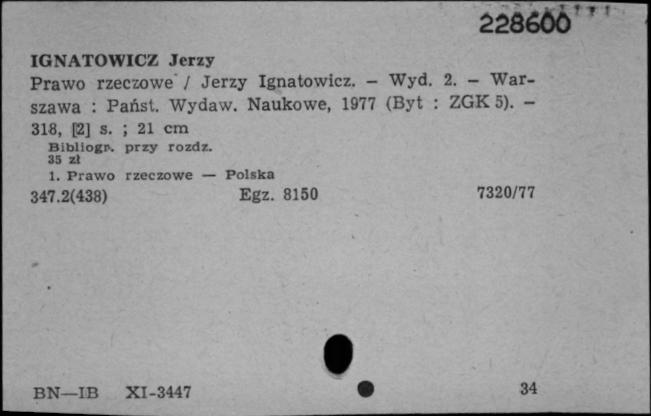 228600
IGNATOWICZ Jerzy
Prawo rzeczowe / Jerzy Ignatowicz. — Wyd. 2. — War-
szawa : Państ. Wydaw. Naukowe, 1977 (Byt : ZGK 5). —
318, [2] s. ; 21 cm
Bibliogr. przy rozdz.
35 zł
1. Prawo rzeczowe — Polska
347.2(438) Egz. 8150 7320/77
BN—IB XI-3447 34